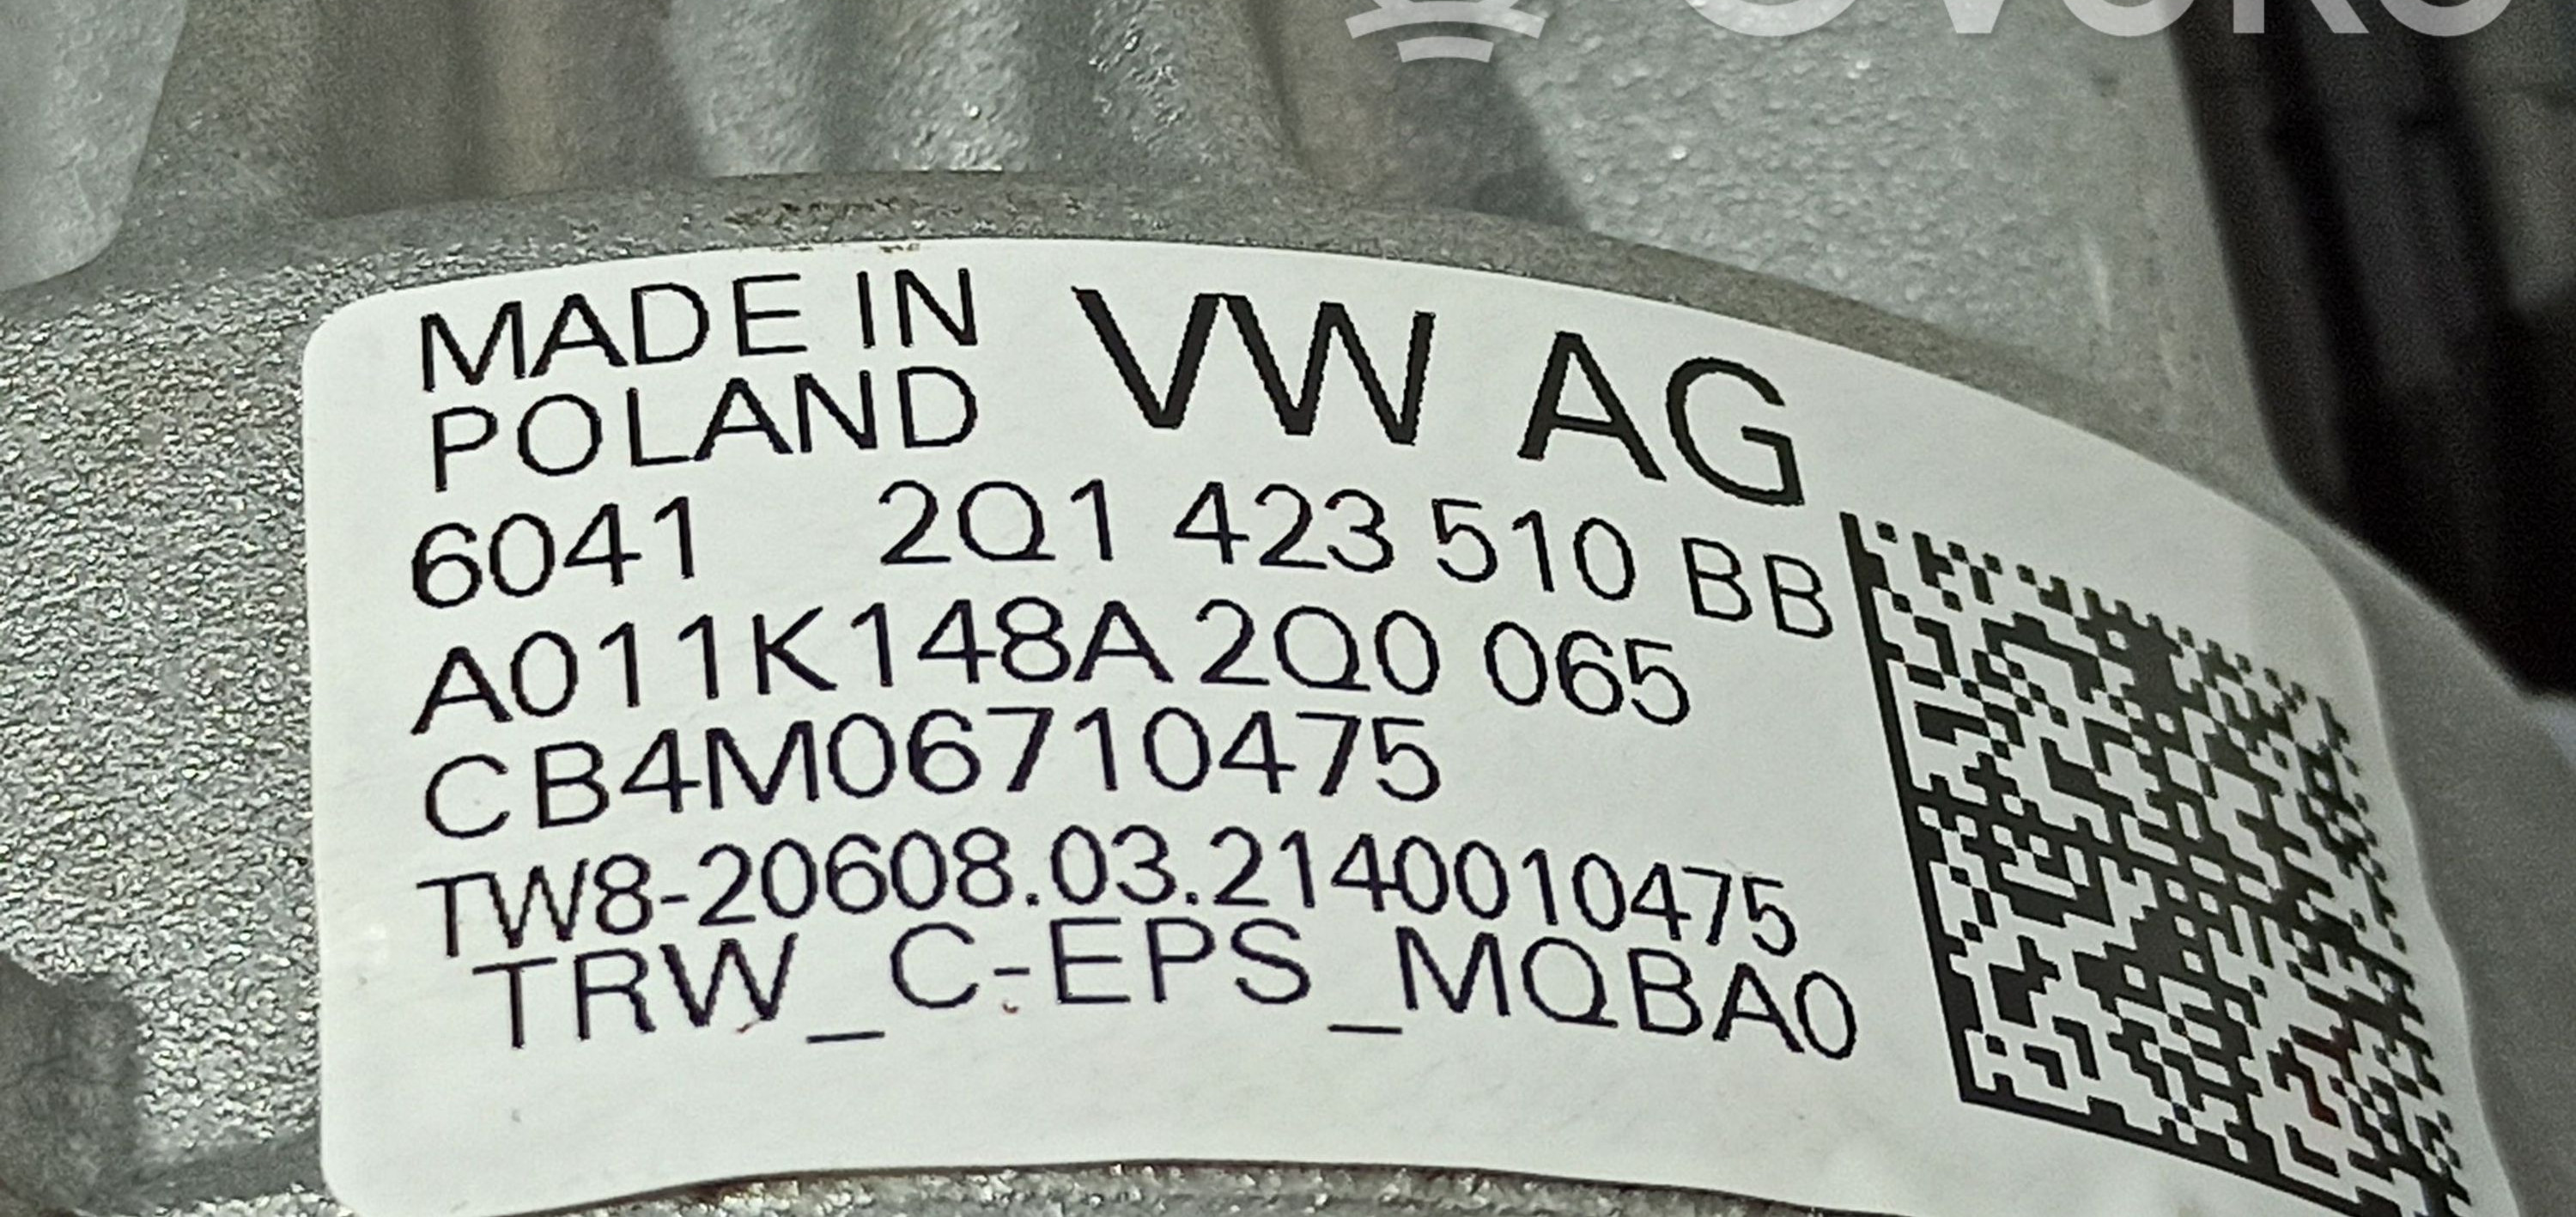 MADE IN
POLAND
VW AG
6041 2Q1 423 510 BB
A011K148A 2Q0 065
CB4M06710475
TW8-20608.03.2140010475
TRW_C-EPS_MQBA0